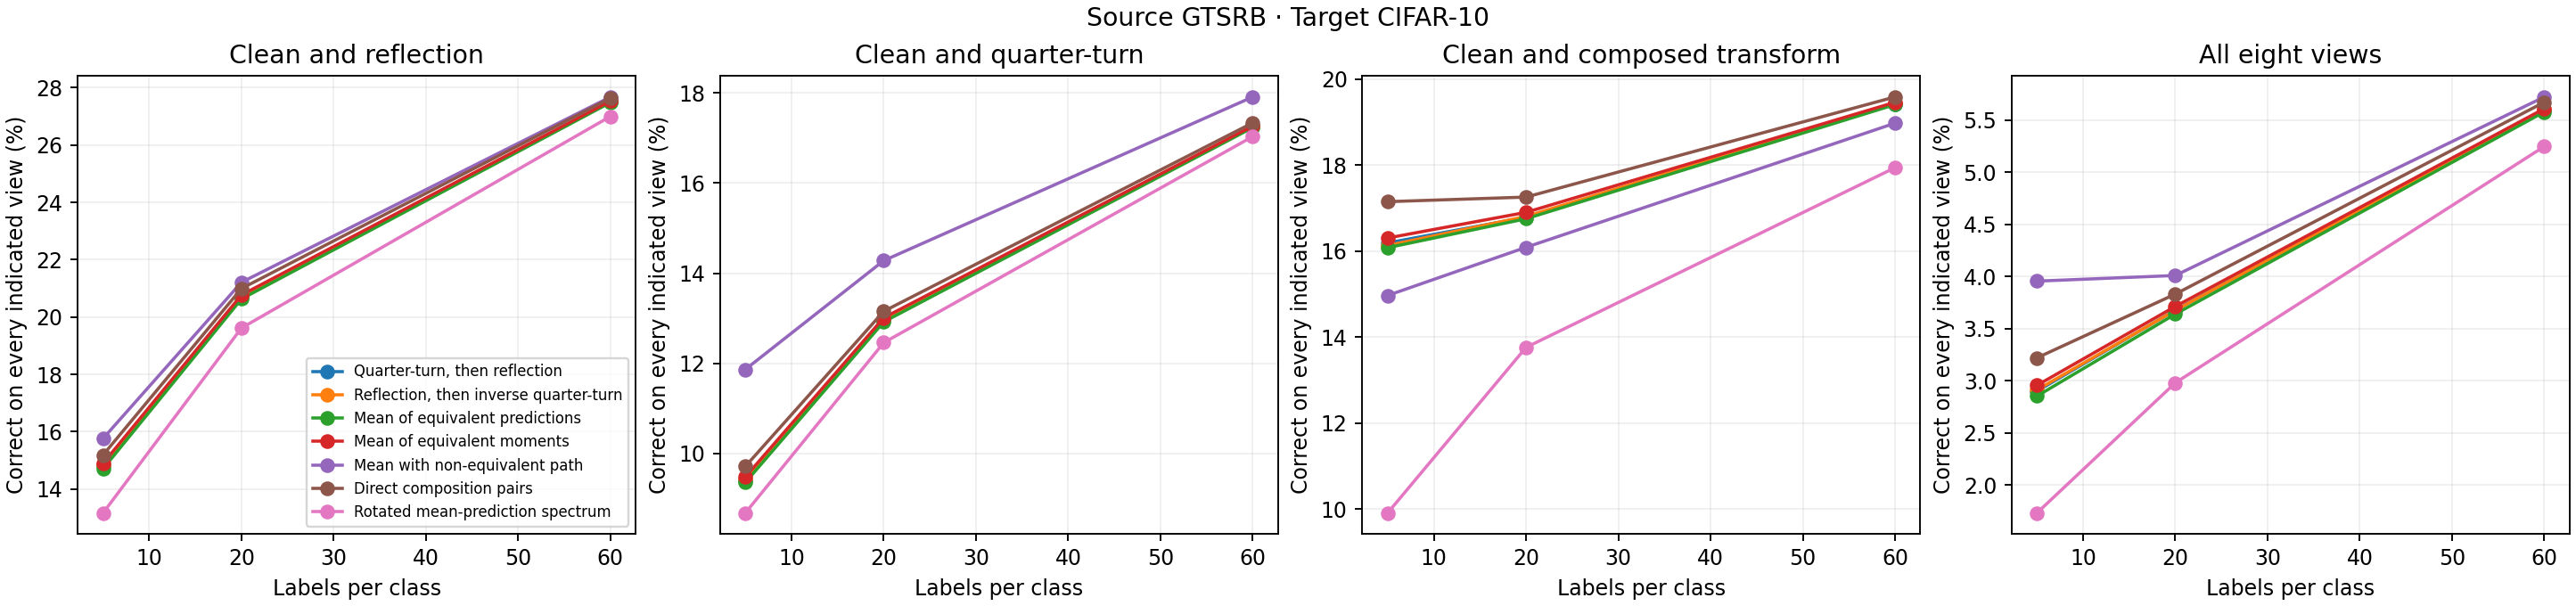 Source GTSRB · Target CIFAR-10
Clean and reflection
Correct on every indicated view (%)
28
26
24
22
20
18
16
14
10
20
30
40
50
60
Labels per class
Quarter-turn, then reflection
Reflection, then inverse quarter-turn
Mean of equivalent predictions
Mean of equivalent moments
Mean with non-equivalent path
Direct composition pairs
Rotated mean-prediction spectrum
Clean and quarter-turn
Correct on every indicated view (%)
18
16
14
12
10
10
20
30
40
50
60
Labels per class
Clean and composed transform
Correct on every indicated view (%)
20
18
16
14
12
10
10
20
30
40
50
60
Labels per class
All eight views
Correct on every indicated view (%)
5.5
5.0
4.5
4.0
3.5
3.0
2.5
2.0
10
20
30
40
50
60
Labels per class